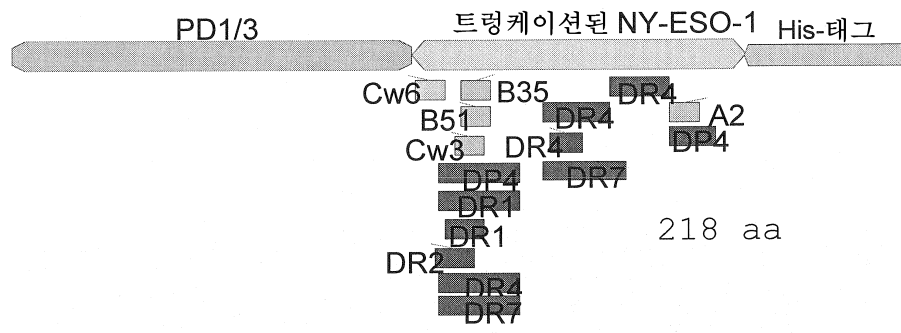 PD1/3 트렁케이션된 NY-ESO-1 His-태그
Cw6 B35 DR4
B51 DR4 A2
Cw3 DR4 DP4
DP4 DR7
DR1
DR1 218 aa
DR2
DR4
DR7